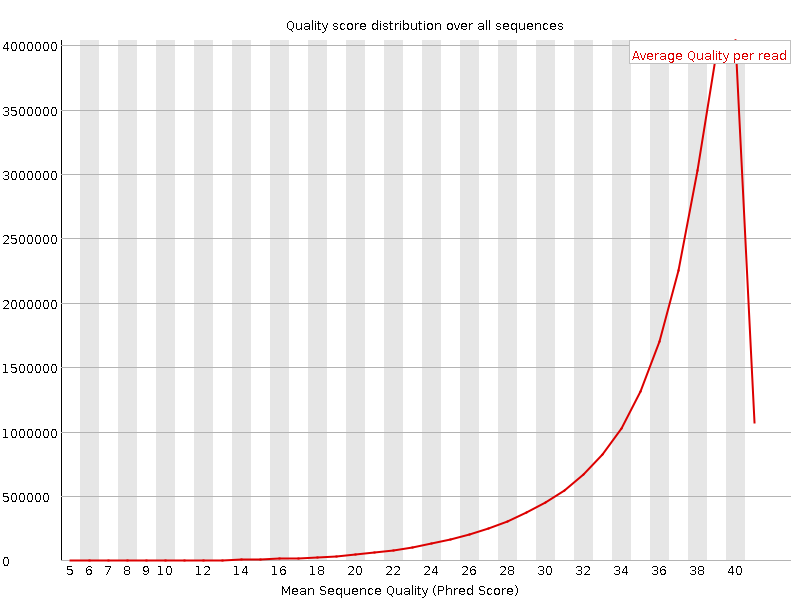 Quality score distribution over all sequences
Average Quality per read
4000000
3500000
3000000
2500000
2000000
1500000
1000000
500000
0
5 6 7 8 9 10 12 14 16 18 20 22 24 26 28 30 32 34 36 38 40
Mean Sequence Quality (Phred Score)